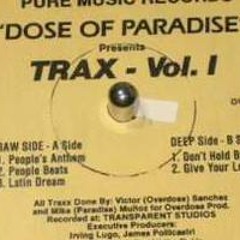 PURE MUSIC RECORDS
"DOSE OF PARADISE
Presents
TRAX - Vol. I
RAW SIDE - A Side
1. People's Anthem
2. People Beats
3. Latin Dream
DEEP Side - B S
1. Don't Hold B
2. Give Your L
All Traxx Done By: Victor (Overdose) Sanchez
and Mike (Paradise) Muñoz for Overdose Prod.
Recorded at: TRANSPARENT STUDIOS
Executive Producers:
Irving Lugo, James Pollicairi